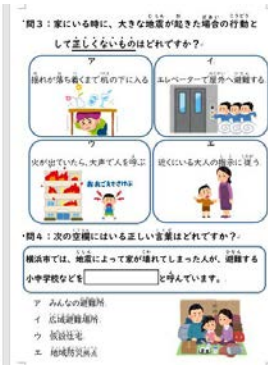 問3：家にいる時に、大きな地震が起きた場合の行動と
して正しくないものはどれですか？
ア
揺れが落ち着くまで机の下に入る
イ
エレベーターで屋外へ避難する
ウ
火が出ていたら、大声で人を呼ぶ
エ
近くにいる大人の指示に従う
問4：次の空欄にはいる正しい言葉はどれですか？
横浜市では、地震によって家が壊れてしまった人が、避難する
小中学校などを
と呼んでいます。
ア みんなの避難所
イ 広域避難場所
ウ 仮設住宅
エ 地域防災拠点